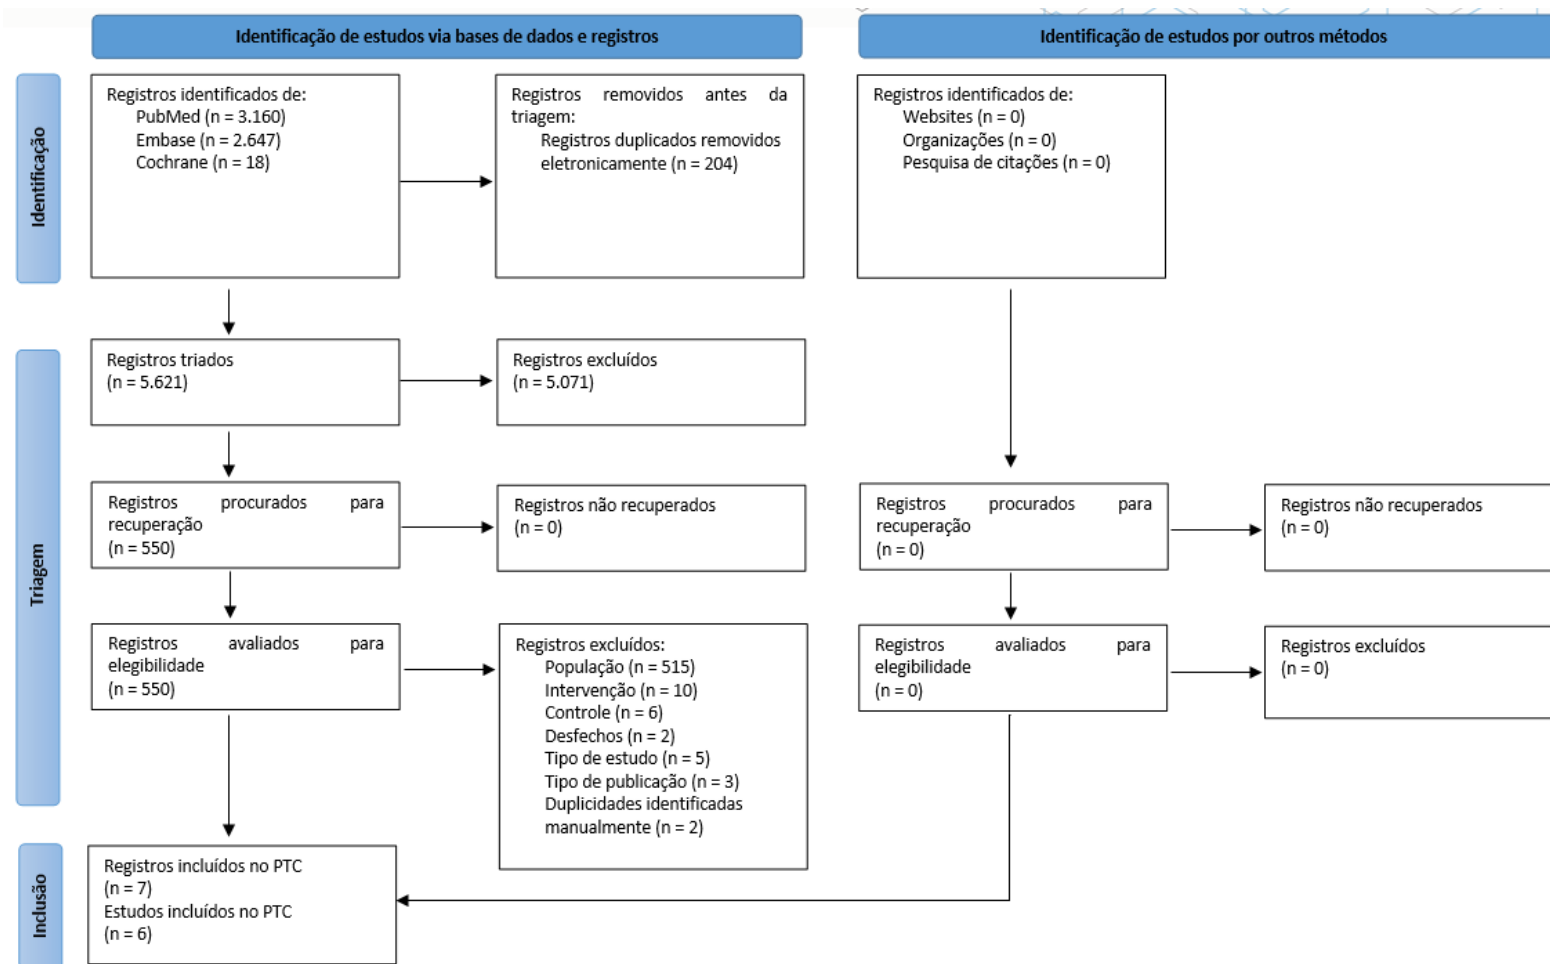 Identificação de estudos via bases de dados e registros
Identificação de estudos por outros métodos
Identificação
Registros identificados de:
PubMed (n = 3.160)
Embase (n = 2.647)
Cochrane (n = 18)
Registros removidos antes da
triagem:
Registros duplicados removidos
eletronicamente (n = 204)
Registros identificados de:
Websites (n = 0)
Organizações (n = 0)
Pesquisa de citações (n = 0)
Triagem
Registros triados
(n = 5.621)
Registros excluídos
(n = 5.071)
Registros procurados para
recuperação
(n = 550)
Registros não recuperados
(n = 0)
Registros procurados para
recuperação
(n = 0)
Registros não recuperados
(n = 0)
Registros avaliados para
elegibilidade
(n = 550)
Registros excluídos:
População (n = 515)
Intervenção (n = 10)
Controle (n = 6)
Desfechos (n = 2)
Tipo de estudo (n = 5)
Tipo de publicação (n = 3)
Duplicidades identificadas
manualmente (n = 2)
Registros avaliados para
elegibilidade
(n = 0)
Registros excluídos
(n = 0)
Inclusão
Registros incluídos no PTC
(n = 7)
Estudos incluídos no PTC
(n = 6)